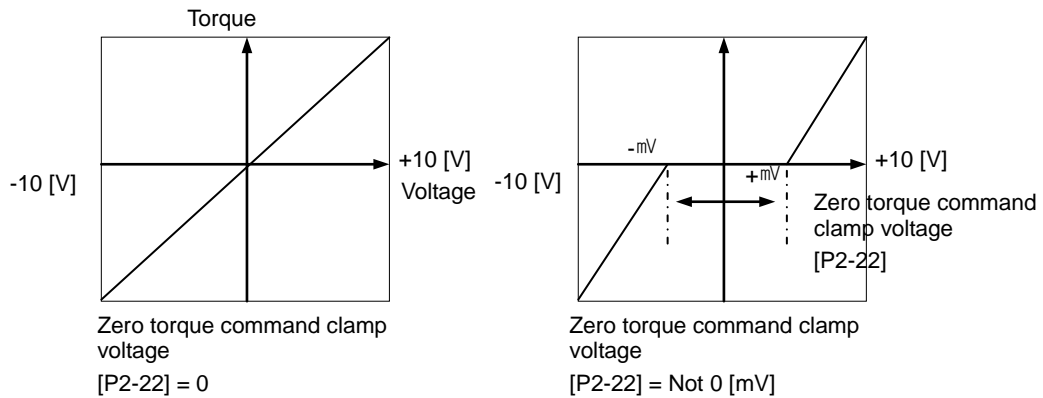 Torque
-10 [V]
+10 [V]
Voltage
Zero torque command clamp
voltage
[P2-22] = 0
-mV
+mV
-10 [V]
+10 [V]
Zero torque command
clamp voltage
[P2-22]
Zero torque command clamp
voltage
[P2-22] = Not 0 [mV]